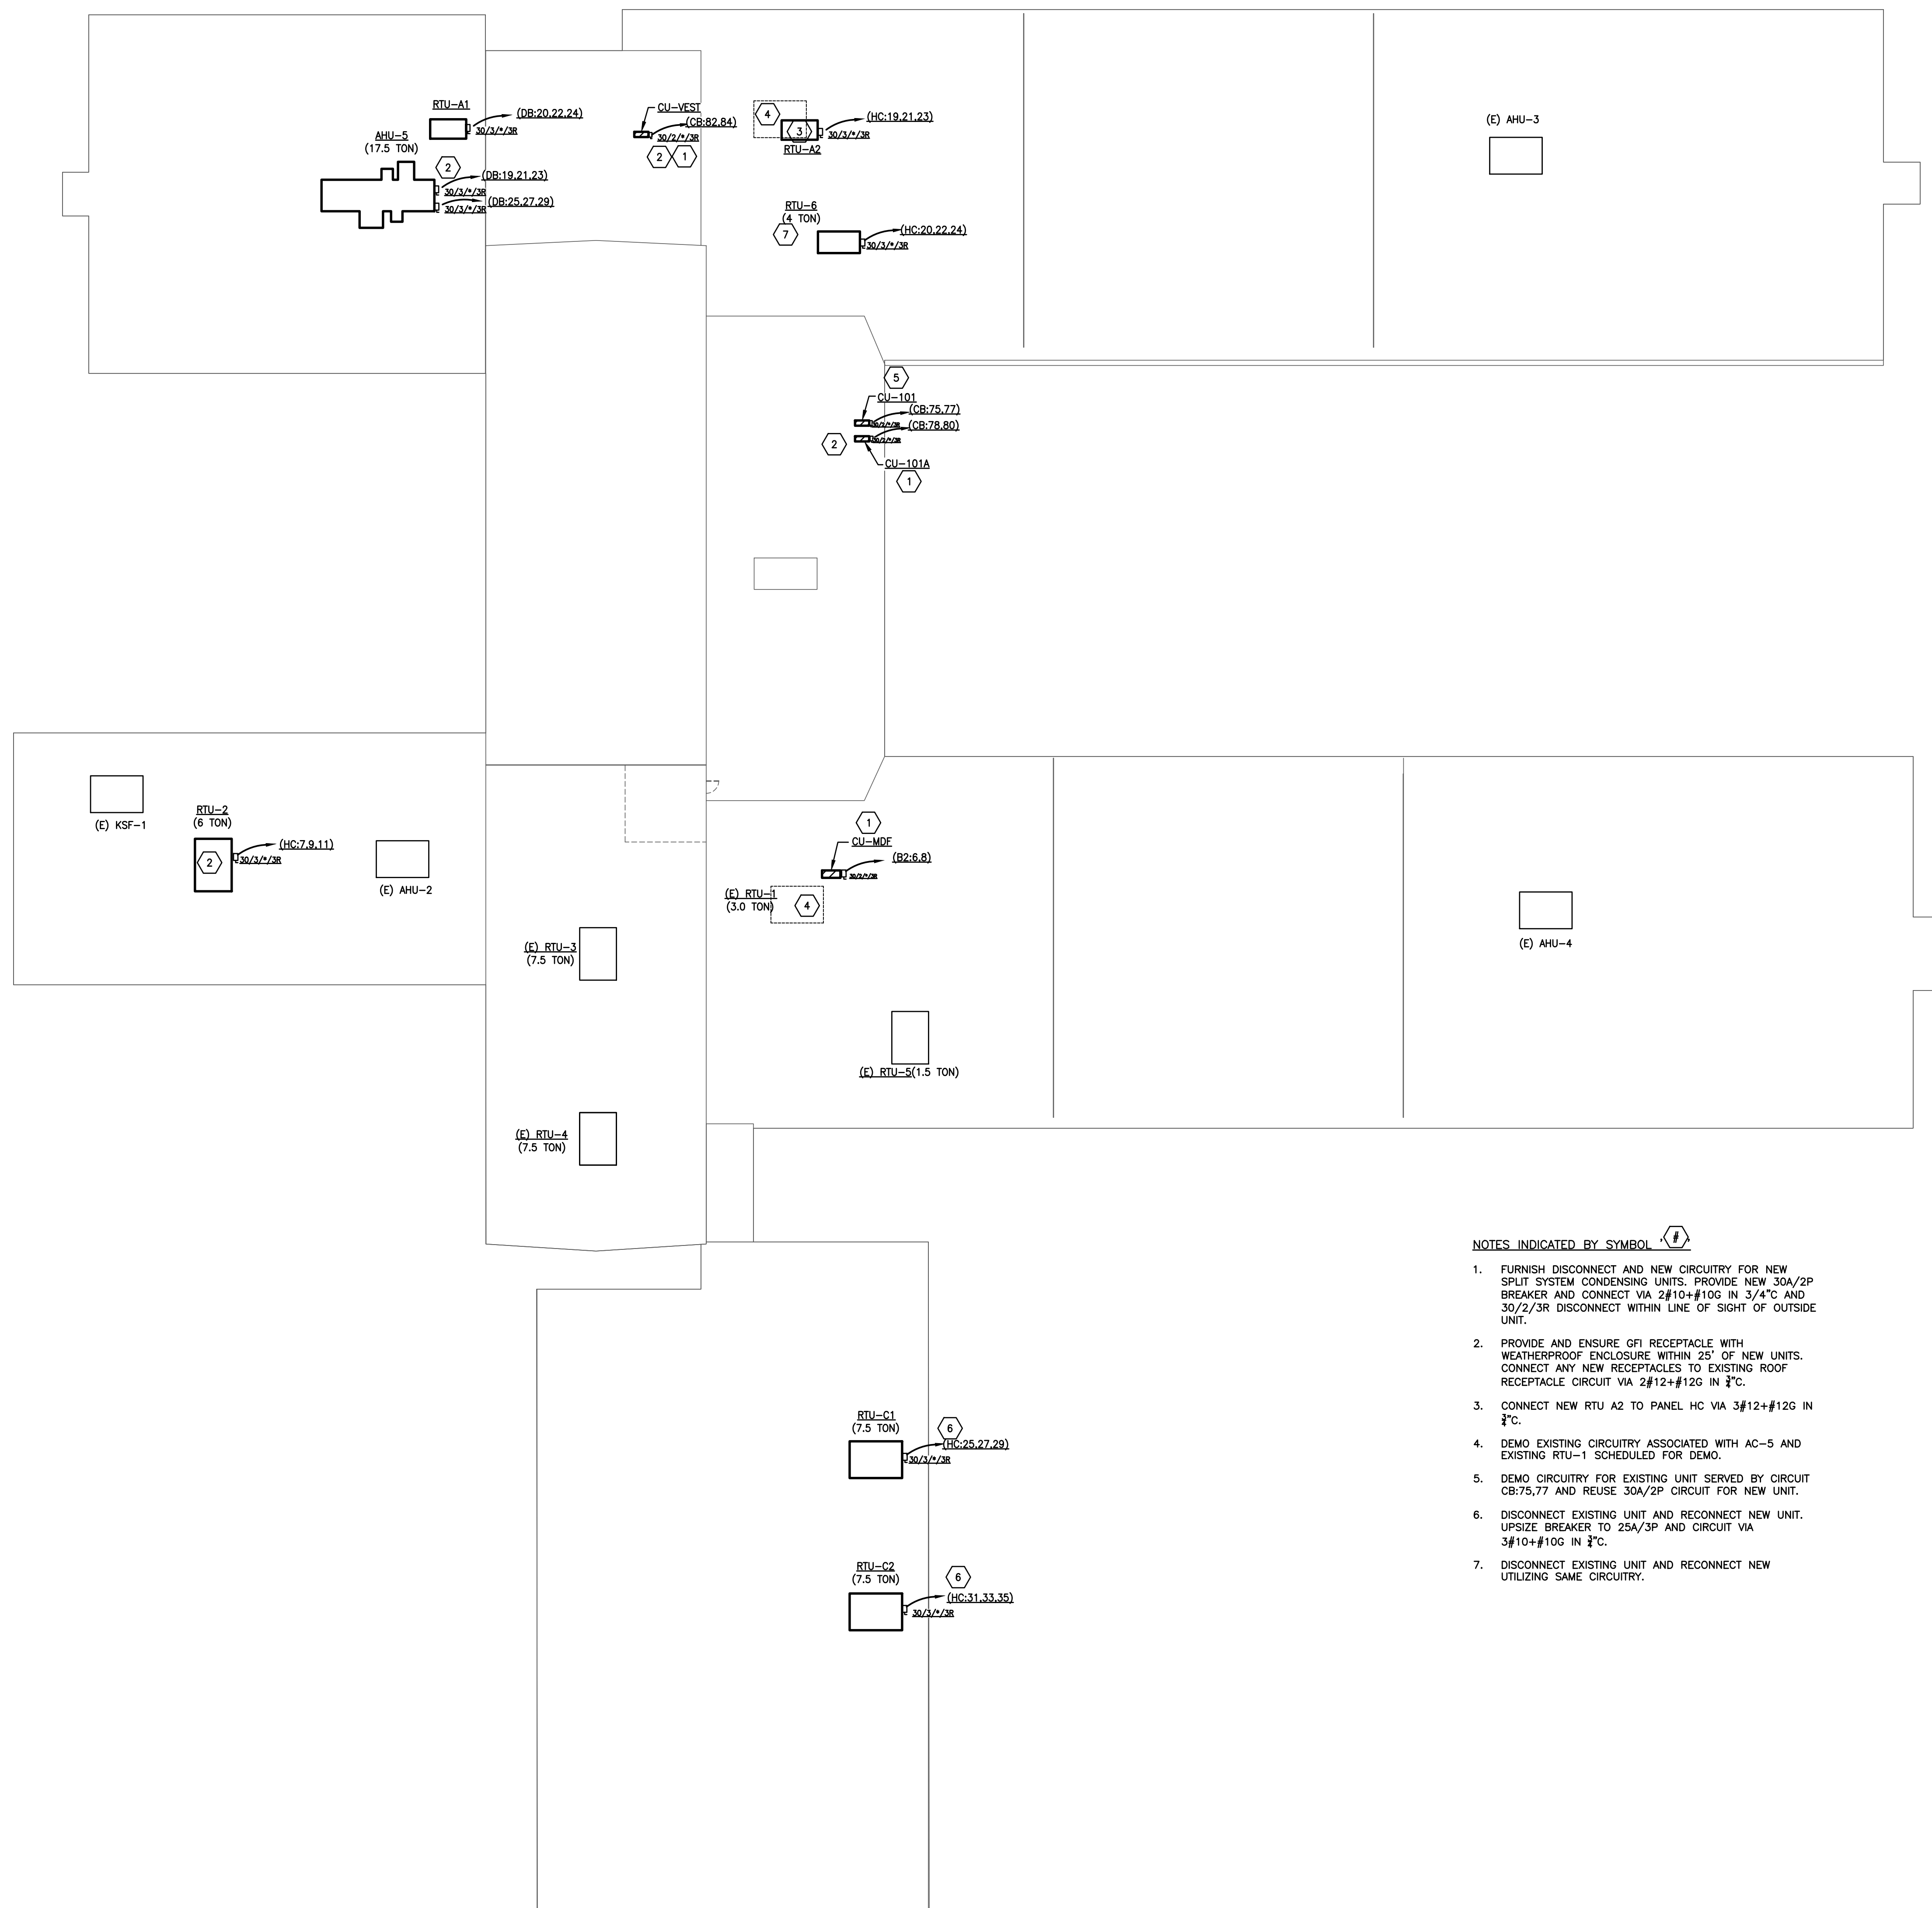 RTU-A1
(DB:20,22,24)
30/3/*/3R
AHU-5
(17.5 TON)
2
(DB:19,21,23)
30/3/*/3R
(DB:25,27,29)
30/3/*/3R
CU-VEST
(CB:82,84)
30/2/*/3R
2
1
4
3
(HC:19,21,23)
30/3/*/3R
RTU-A2
(E) AHU-3
RTU-6
(4 TON)
7
(HC:20,22,24)
30/3/*/3R
5
CU-101
(CB:75,77)
30/2/*/3R
(CB:78,80)
30/2/*/3R
2
CU-101A
1
(E) KSF-1
RTU-2
(6 TON)
2
(HC:7,9,11)
30/3/*/3R
(E) AHU-2
1
CU-MDF
(B2:6,8)
30/2/*/3R
(E) RTU-1
(3.0 TON)
4
(E) RTU-3
(7.5 TON)
(E) AHU-4
(E) RTU-5(1.5 TON)
(E) RTU-4
(7.5 TON)
RTU-C1
(7.5 TON)
6
(HC:25,27,29)
30/3/*/3R
RTU-C2
(7.5 TON)
6
(HC:31,33,35)
30/3/*/3R
NOTES INDICATED BY SYMBOL '#'
1. FURNISH DISCONNECT AND NEW CIRCUITRY FOR NEW
SPLIT SYSTEM CONDENSING UNITS. PROVIDE NEW 30A/2P
BREAKER AND CONNECT VIA 2#10+#10G IN 3/4"C AND
30/2/3R DISCONNECT WITHIN LINE OF SIGHT OF OUTSIDE
UNIT.
2. PROVIDE AND ENSURE GFI RECEPTACLE WITH
WEATHERPROOF ENCLOSURE WITHIN 25' OF NEW UNITS.
CONNECT ANY NEW RECEPTACLES TO EXISTING ROOF
RECEPTACLE CIRCUIT VIA 2#12+#12G IN ¾"C.
3. CONNECT NEW RTU A2 TO PANEL HC VIA 3#12+#12G IN
¾"C.
4. DEMO EXISTING CIRCUITRY ASSOCIATED WITH AC-5 AND
EXISTING RTU-1 SCHEDULED FOR DEMO.
5. DEMO CIRCUITRY FOR EXISTING UNIT SERVED BY CIRCUIT
CB:75,77 AND REUSE 30A/2P CIRCUIT FOR NEW UNIT.
6. DISCONNECT EXISTING UNIT AND RECONNECT NEW UNIT.
UPSIZE BREAKER TO 25A/3P AND CIRCUIT VIA
3#10+#10G IN ¾"C.
7. DISCONNECT EXISTING UNIT AND RECONNECT NEW
UTILIZING SAME CIRCUITRY.